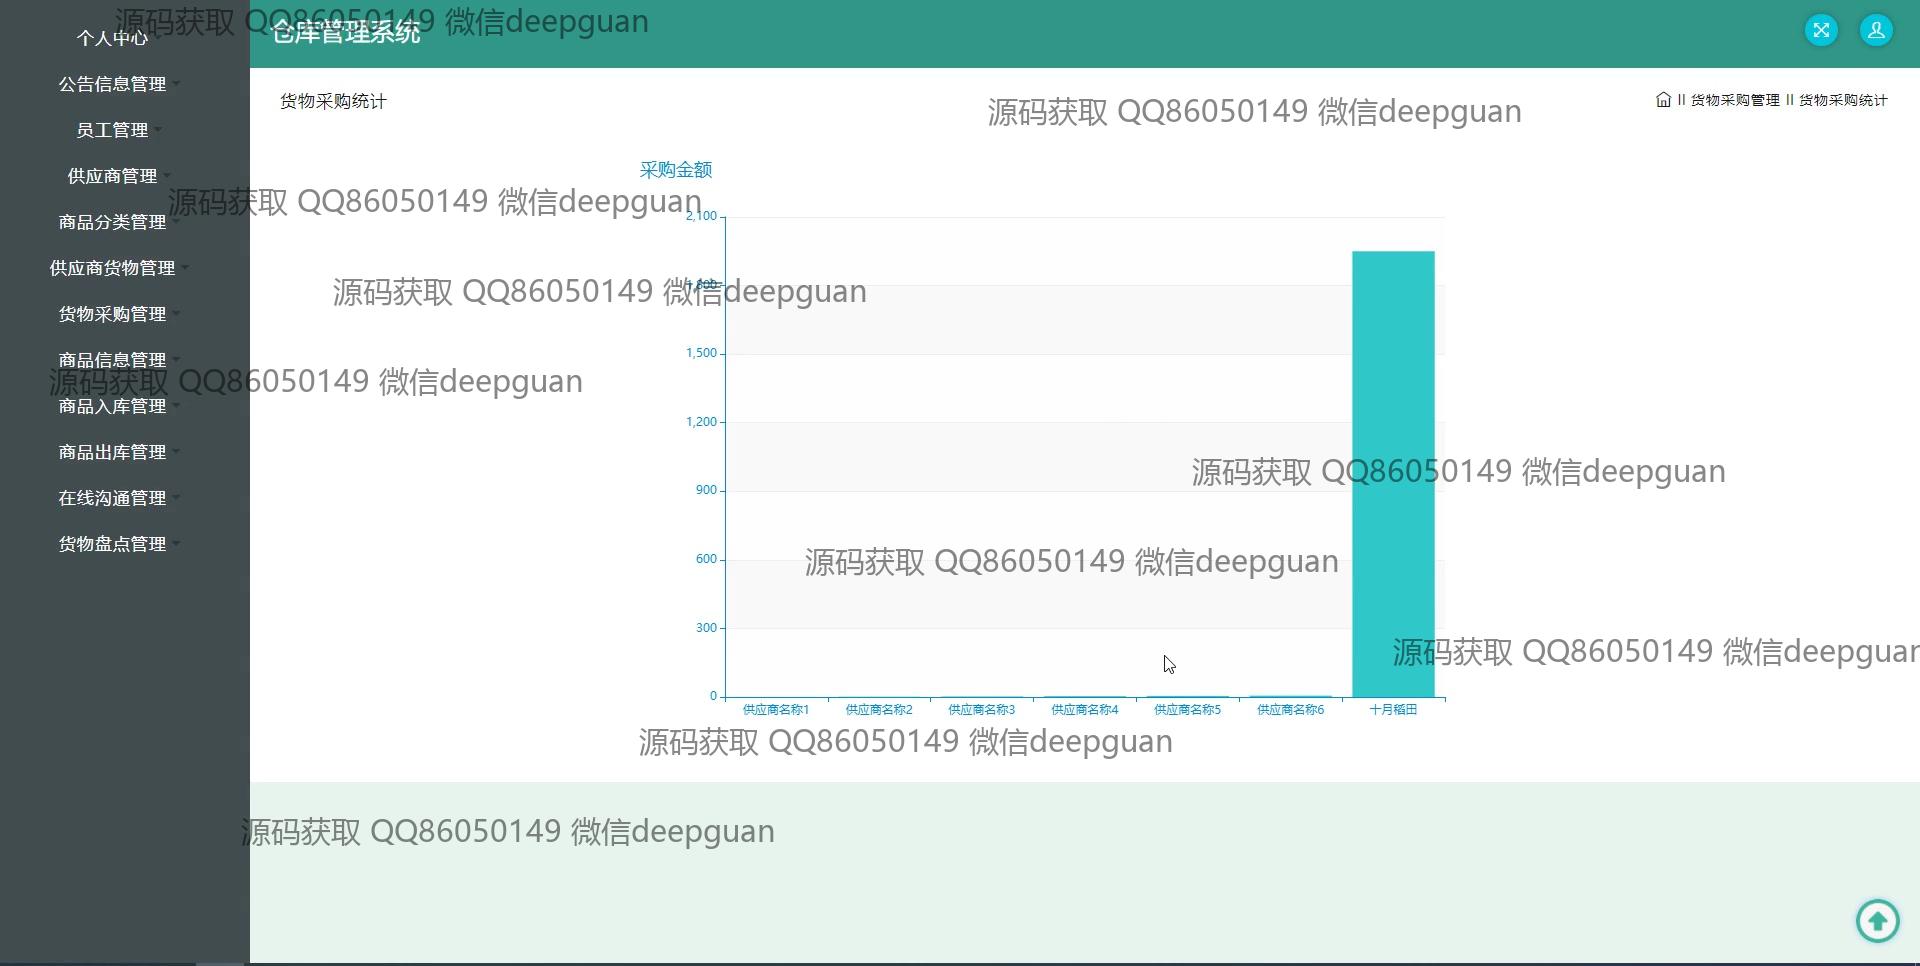 源码获取 QQ86050149 微信deepguan
仓库管理系统
个人中心
公告信息管理
员工管理
供应商管理
商品分类管理
供应商货物管理
货物采购管理
商品信息管理
商品入库管理
商品出库管理
在线沟通管理
货物盘点管理
货物采购统计
|| 货物采购管理 || 货物采购统计
源码获取 QQ86050149 微信deepguan
采购金额
源码获取 QQ86050149 微信deepguan
2,100
源码获取 QQ86050149 微信deepguan
1,800
1,500
源码获取 QQ86050149 微信deepguan
1,200
源码获取 QQ86050149 微信deepguan
900
600
源码获取 QQ86050149 微信deepguan
300
源码获取 QQ86050149 微信deepguan
0
供应商名称1 供应商名称2 供应商名称3 供应商名称4 供应商名称5 供应商名称6 十月稻田
源码获取 QQ86050149 微信deepguan
源码获取 QQ86050149 微信deepguan